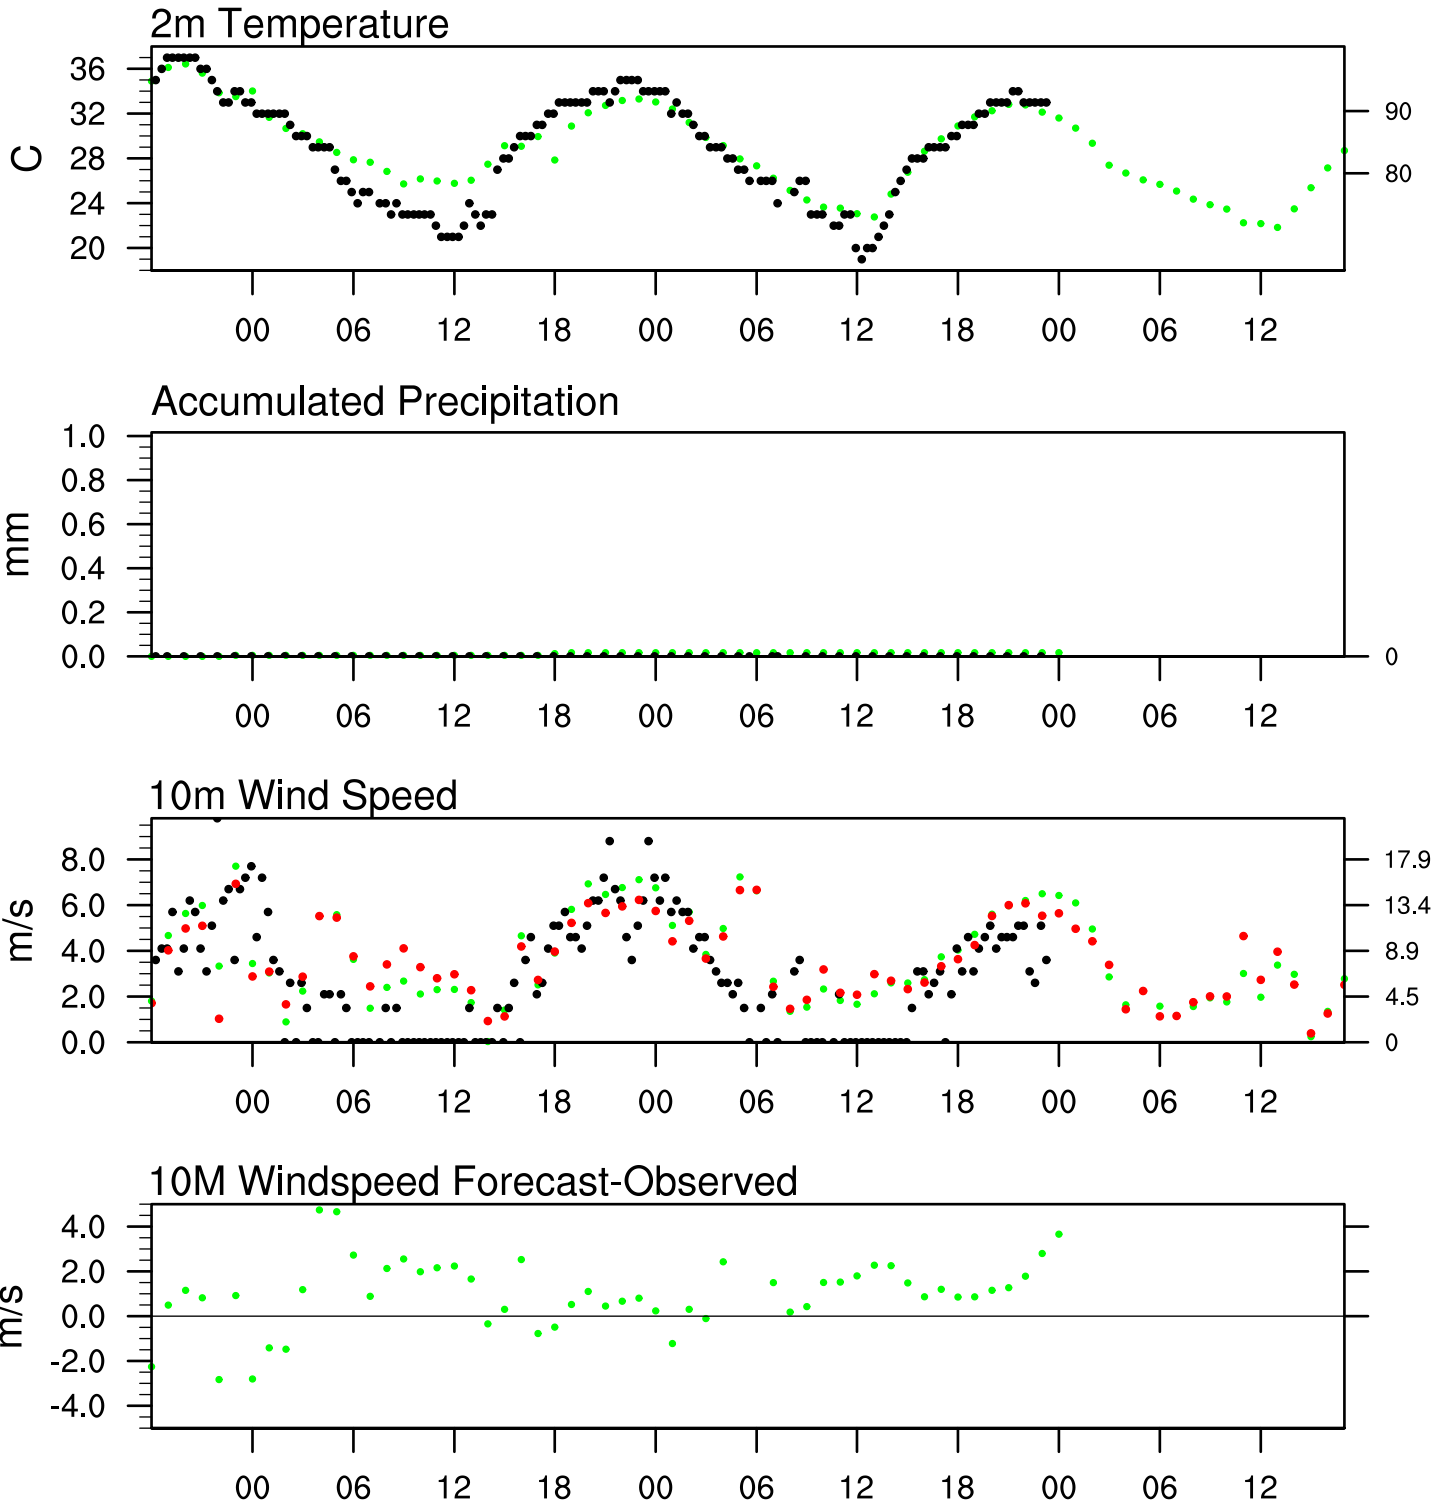 2m Temperature
36
32
28
24
20
C
90
80
00 06 12 18 00 06 12 18 00 06 12
Accumulated Precipitation
1.0
0.8
0.6
0.4
0.2
0.0
mm
0
00 06 12 18 00 06 12 18 00 06 12
10m Wind Speed
8.0
6.0
4.0
2.0
0.0
m/s
17.9
13.4
8.9
4.5
0
00 06 12 18 00 06 12 18 00 06 12
10M Windspeed Forecast-Observed
4.0
2.0
0.0
-2.0
-4.0
m/s
00 06 12 18 00 06 12 18 00 06 12